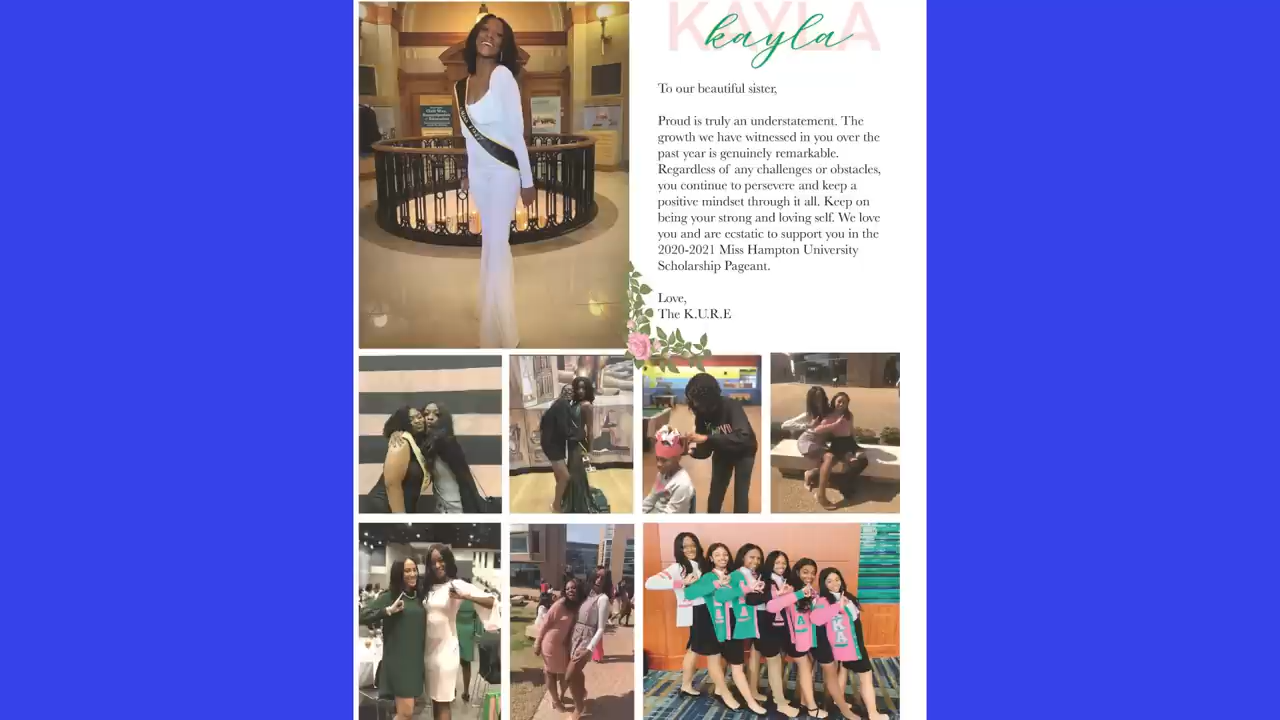 KAYLA
kayla
To our beautiful sister,
Proud is truly an understatement. The
growth we have witnessed in you over the
past year is genuinely remarkable.
Regardless of any challenges or obstacles,
you continue to persevere and keep a
positive mindset through it all. Keep on
being your strong and loving self. We love
you and are ecstatic to support you in the
2020-2021 Miss Hampton University
Scholarship Pageant.
Love,
The K.U.R.E